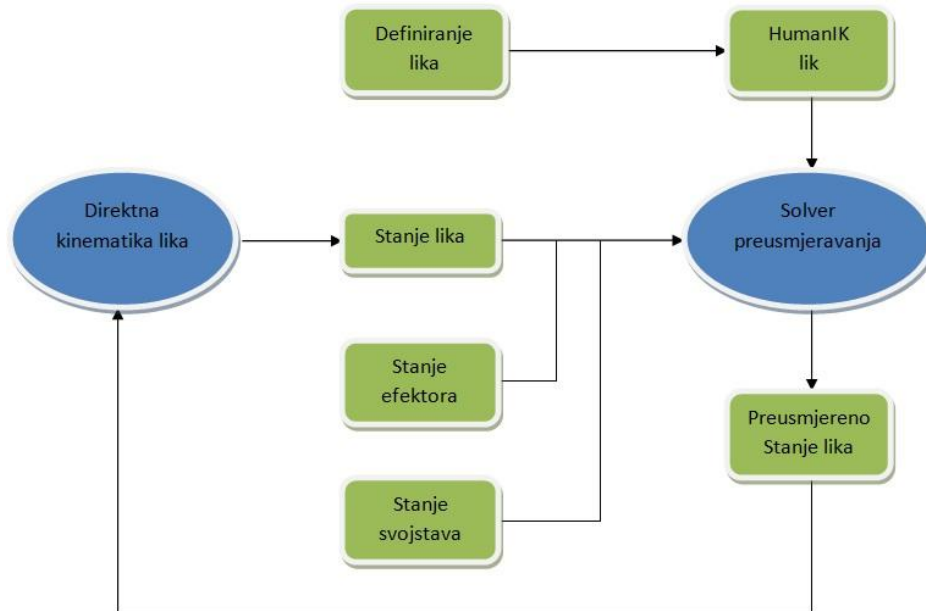 Definiranje
lika
HumanIK
lik
Direktna
kinematika lika
Stanje lika
Solver
preusmjeravanja
Stanje
efektora
Preusmjereno
Stanje lika
Stanje
svojstava